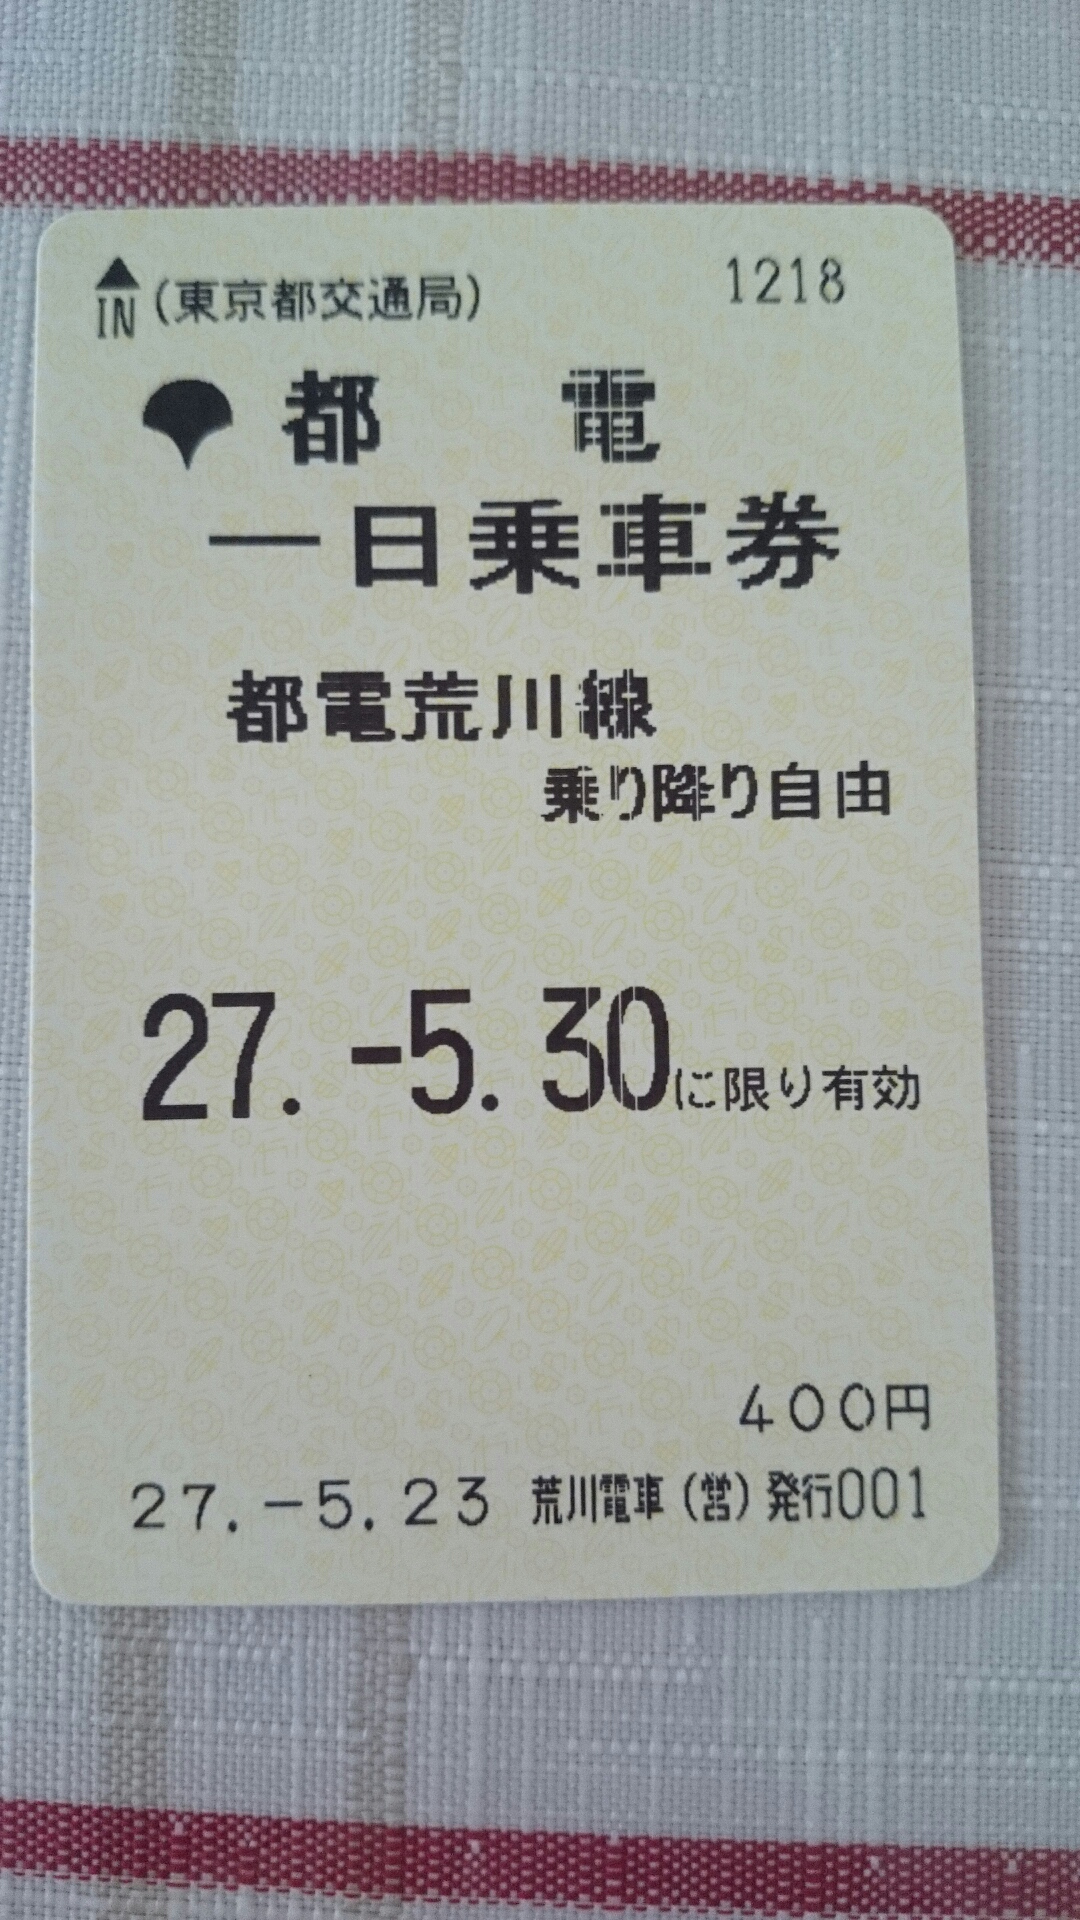 IN (東京都交通局) 1218
都 電
一日乗車券
都電荒川線
乗り降り自由
27.-5.30に限り有効
400円
27.-5.23 荒川電車(営)発行001